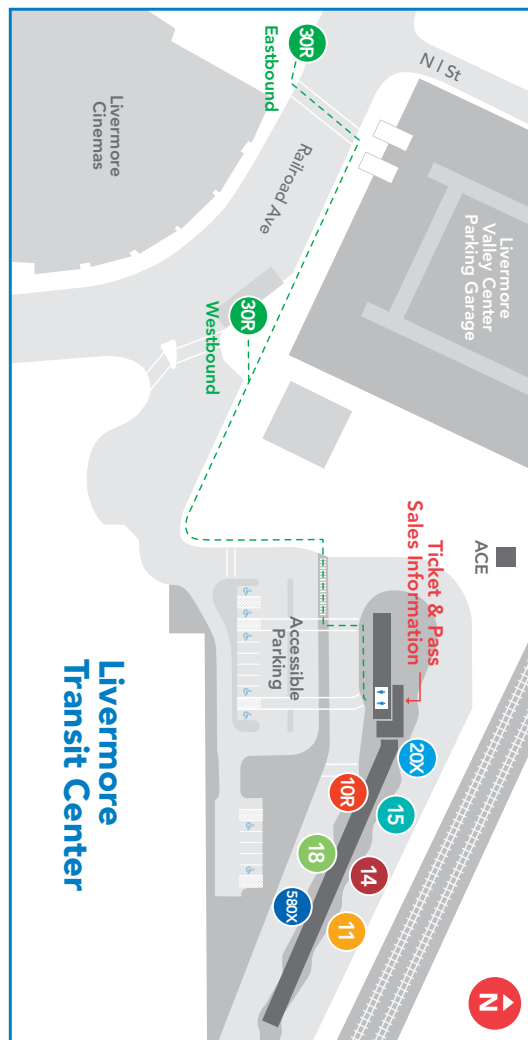 N
ACE
Ticket & Pass
Sales Information
20X
15
14
11
10R
18
580X
Accessible
Parking
Livermore
Valley Center
Parking Garage
N I St
30R
Eastbound
Railroad Ave
30R
Westbound
Livermore
Cinemas
Livermore
Transit Center